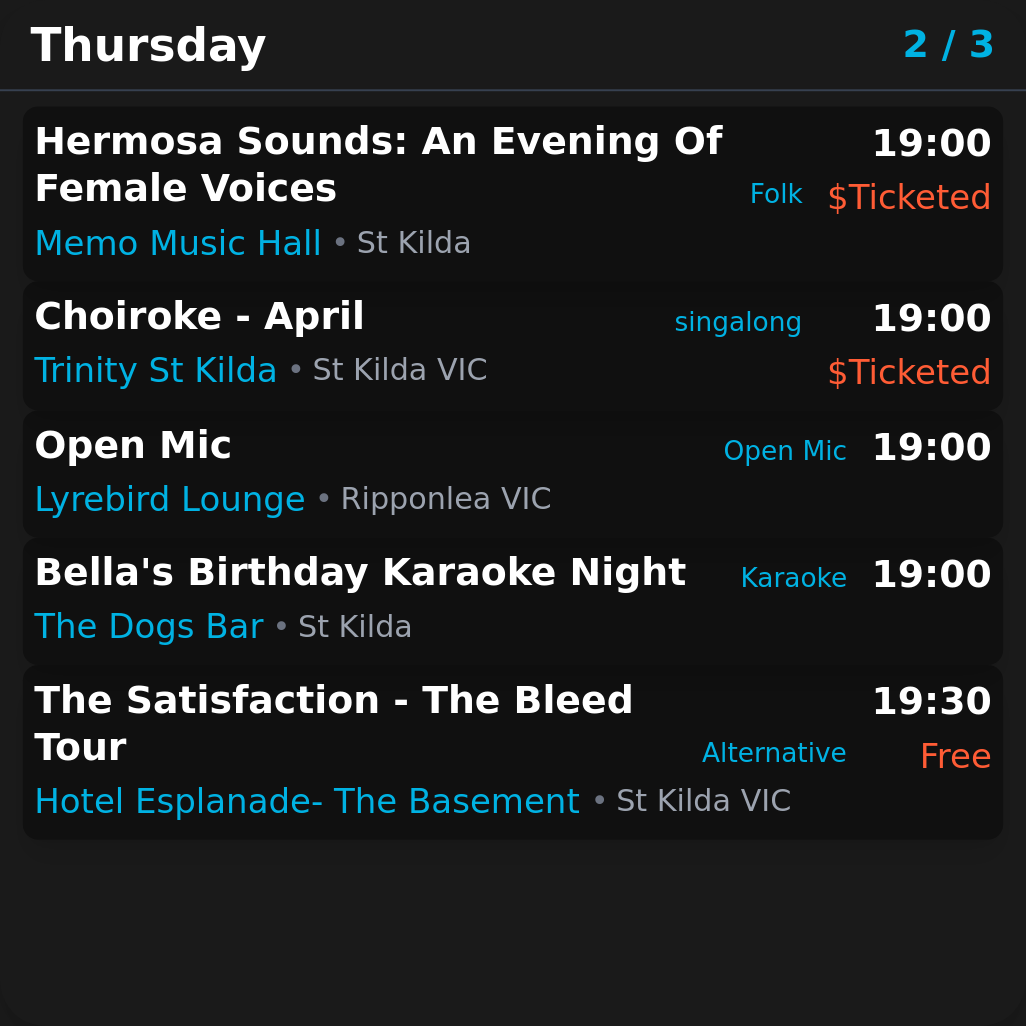 Thursday 2 / 3
Hermosa Sounds: An Evening Of 19:00
Female Voices Folk $Ticketed
Memo Music Hall • St Kilda
Choiroke - April singalong 19:00
Trinity St Kilda • St Kilda VIC $Ticketed
Open Mic Open Mic 19:00
Lyrebird Lounge • Ripponlea VIC
Bella's Birthday Karaoke Night Karaoke 19:00
The Dogs Bar • St Kilda
The Satisfaction - The Bleed 19:30
Tour Alternative Free
Hotel Esplanade- The Basement • St Kilda VIC